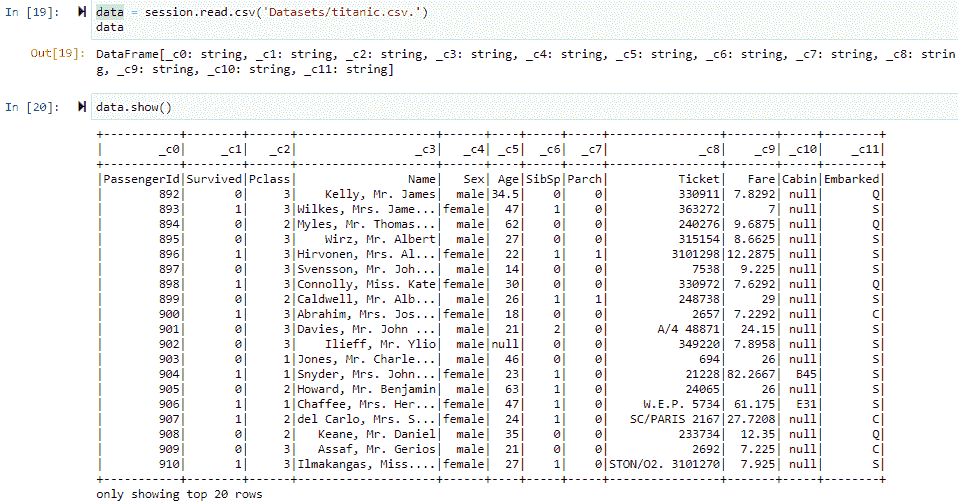 In [19]: data = session.read.csv('Datasets/titanic.csv.')
data
Out[19]: DataFrame[_c0: string, _c1: string, _c2: string, _c3: string, _c4: string, _c5: string, _c6: string, _c7: string, _c8: strin
g, _c9: string, _c10: string, _c11: string]
In [20]: data.show()
+-----------+--------+------+--------------------+------+----+-----+-----+------------------+-------+-----+--------+
|        _c0|     _c1|   _c2|                 _c3|   _c4| _c5|  _c6|  _c7|               _c8|    _c9| _c10|    _c11|
+-----------+--------+------+--------------------+------+----+-----+-----+------------------+-------+-----+--------+
|PassengerId|Survived|Pclass|                Name|   Sex| Age|SibSp|Parch|            Ticket|   Fare|Cabin|Embarked|
|        892|       0|     3|    Kelly, Mr. James|  male|34.5|    0|    0|            330911| 7.8292| null|       Q|
|        893|       1|     3|Wilkes, Mrs. Jame...|female|  47|    1|    0|            363272|      7| null|       S|
|        894|       0|     2|Myles, Mr. Thomas...|  male|  62|    0|    0|            240276| 9.6875| null|       Q|
|        895|       0|     3|    Wirz, Mr. Albert|  male|  27|    0|    0|            315154| 8.6625| null|       S|
|        896|       1|     3|Hirvonen, Mrs. Al...|female|  22|    1|    1|           3101298|12.2875| null|       S|
|        897|       0|     3|Svensson, Mr. Joh...|  male|  14|    0|    0|              7538|  9.225| null|       S|
|        898|       1|     3|Connolly, Miss. Kate|female|  30|    0|    0|            330972| 7.6292| null|       Q|
|        899|       0|     2|Caldwell, Mr. Alb...|  male|  26|    1|    1|            248738|     29| null|       S|
|        900|       1|     3|Abrahim, Mrs. Jos...|female|  18|    0|    0|              2657| 7.2292| null|       C|
|        901|       0|     3|Davies, Mr. John ...|  male|  21|    2|    0|         A/4 48871|  24.15| null|       S|
|        902|       0|     3|    Ilieff, Mr. Ylio|  male|null|    0|    0|            349220| 7.8958| null|       S|
|        903|       0|     1|Jones, Mr. Charle...|  male|  46|    0|    0|               694|     26| null|       S|
|        904|       1|     1|Snyder, Mrs. John...|female|  23|    1|    0|             21228|82.2667|  B45|       S|
|        905|       0|     2|Howard, Mr. Benjamin|  male|  63|    1|    0|             24065|     26| null|       S|
|        906|       1|     1|Chaffee, Mrs. Her...|female|  47|    1|    0|       W.E.P. 5734| 61.175|  E31|       S|
|        907|       1|     2|del Carlo, Mrs. S...|female|  24|    1|    0|     SC/PARIS 2167|27.7208| null|       C|
|        908|       0|     2|   Keane, Mr. Daniel|  male|  35|    0|    0|            233734|  12.35| null|       Q|
|        909|       0|     3|   Assaf, Mr. Gerios|  male|  21|    0|    0|              2692|  7.225| null|       C|
|        910|       1|     3|Ilmakangas, Miss....|female|  27|    1|    0|STON/O2. 3101270|  7.925| null|       S|
+-----------+--------+------+--------------------+------+----+-----+-----+------------------+-------+-----+--------+
only showing top 20 rows